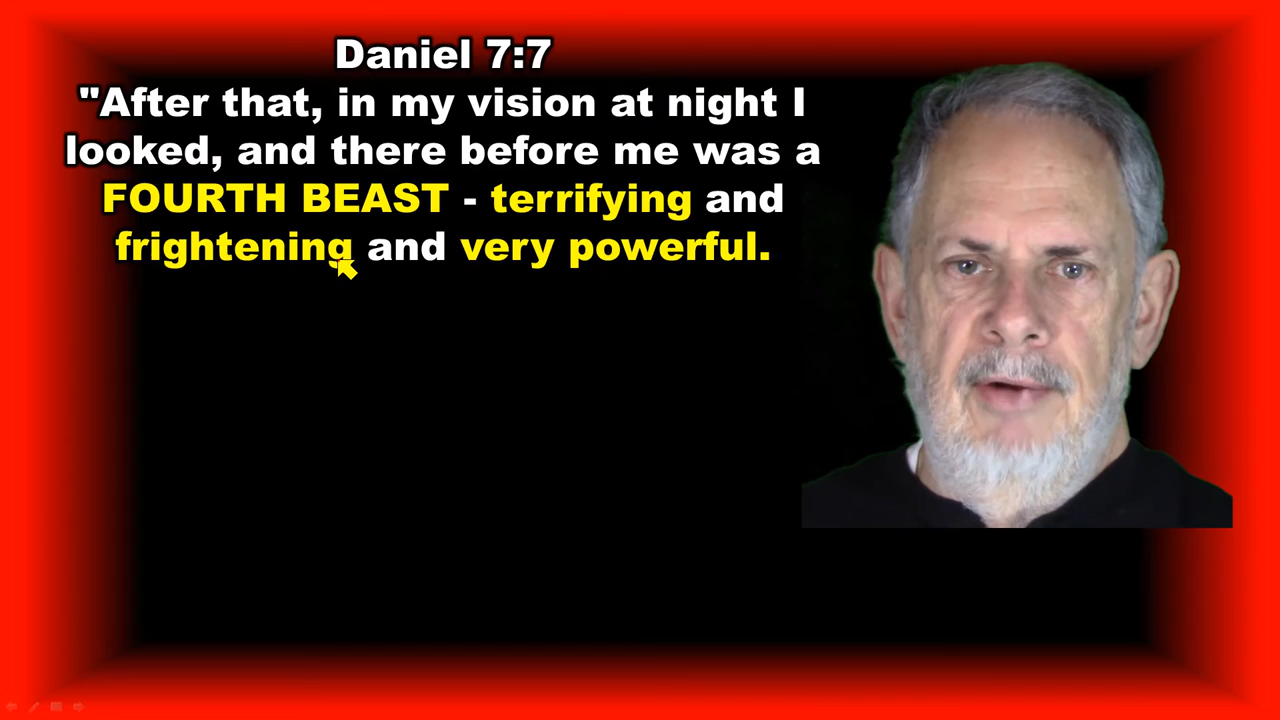 Daniel 7:7
"After that, in my vision at night I
looked, and there before me was a
FOURTH BEAST - terrifying and
frightening and very powerful.